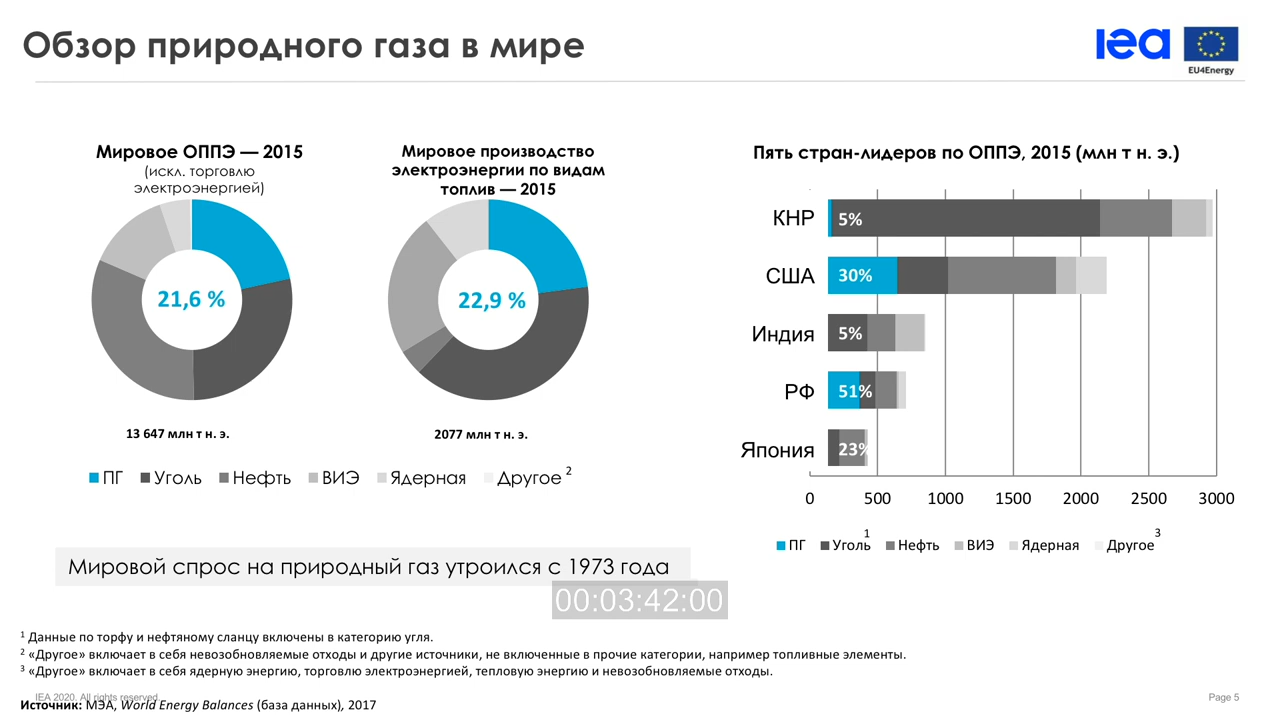 Обзор природного газа в мире
iea
EU4Energy
Мировое ОППЭ — 2015
(искл. торговлю
электроэнергией)
21,6 %
13 647 млн т н. э.
Мировое производство
электроэнергии по видам
топлив — 2015
22,9 %
2077 млн т н. э.
ПГ Уголь Нефть ВИЭ Ядерная Другое 2
Пять стран-лидеров по ОППЭ, 2015 (млн т н. э.)
КНР 5%
США 30%
Индия 5%
РФ 51%
Япония 23%
0 500 1000 1500 2000 2500 3000
ПГ Уголь 1 Нефть ВИЭ Ядерная Другое 3
Мировой спрос на природный газ утроился с 1973 года
00:03:42:00
1 Данные по торфу и нефтяному сланцу включены в категорию угля.
2 «Другое» включает в себя невозобновляемые отходы и другие источники, не включенные в прочие категории, например топливные элементы.
3 «Другое» включает в себя ядерную энергию, торговлю электроэнергией, тепловую энергию и невозобновляемые отходы.
IEA 2020. All rights reserved
Источник: МЭА, World Energy Balances (база данных), 2017
Page 5